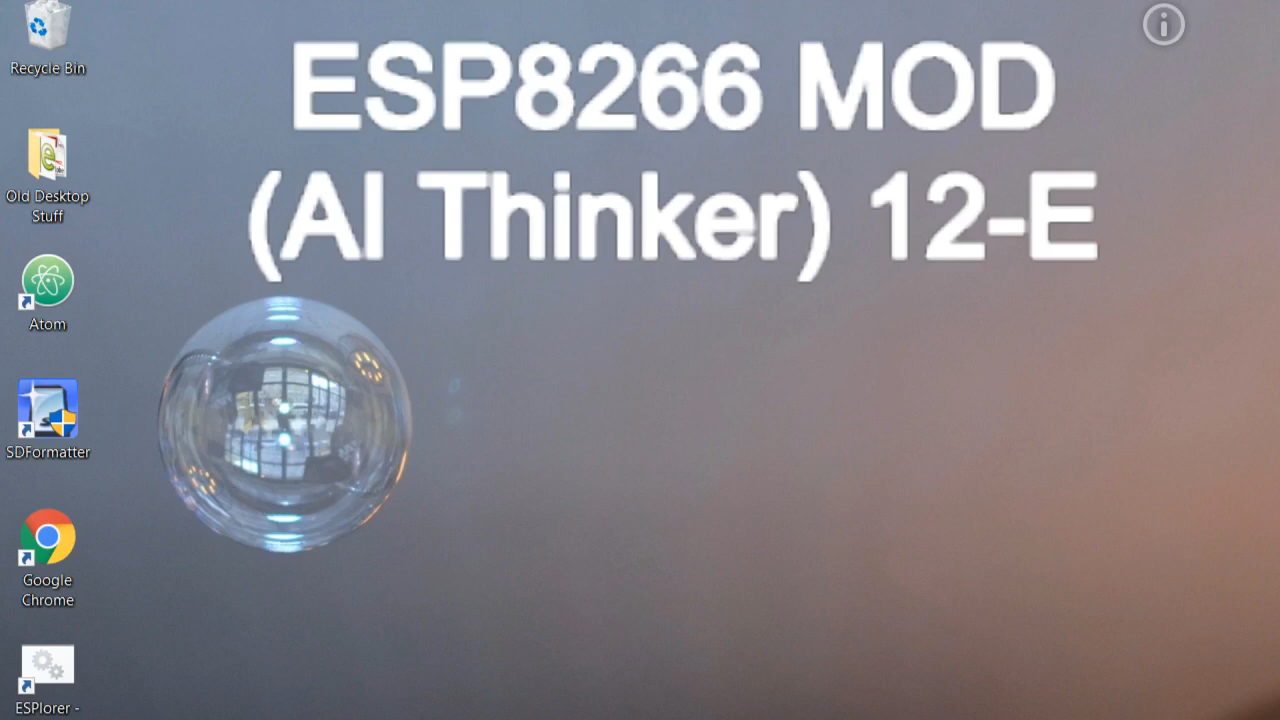 ESP8266 MOD
(AI Thinker) 12-E
Recycle Bin
Old Desktop
Stuff
Atom
SDFormatter
Google
Chrome
ESPlorer -